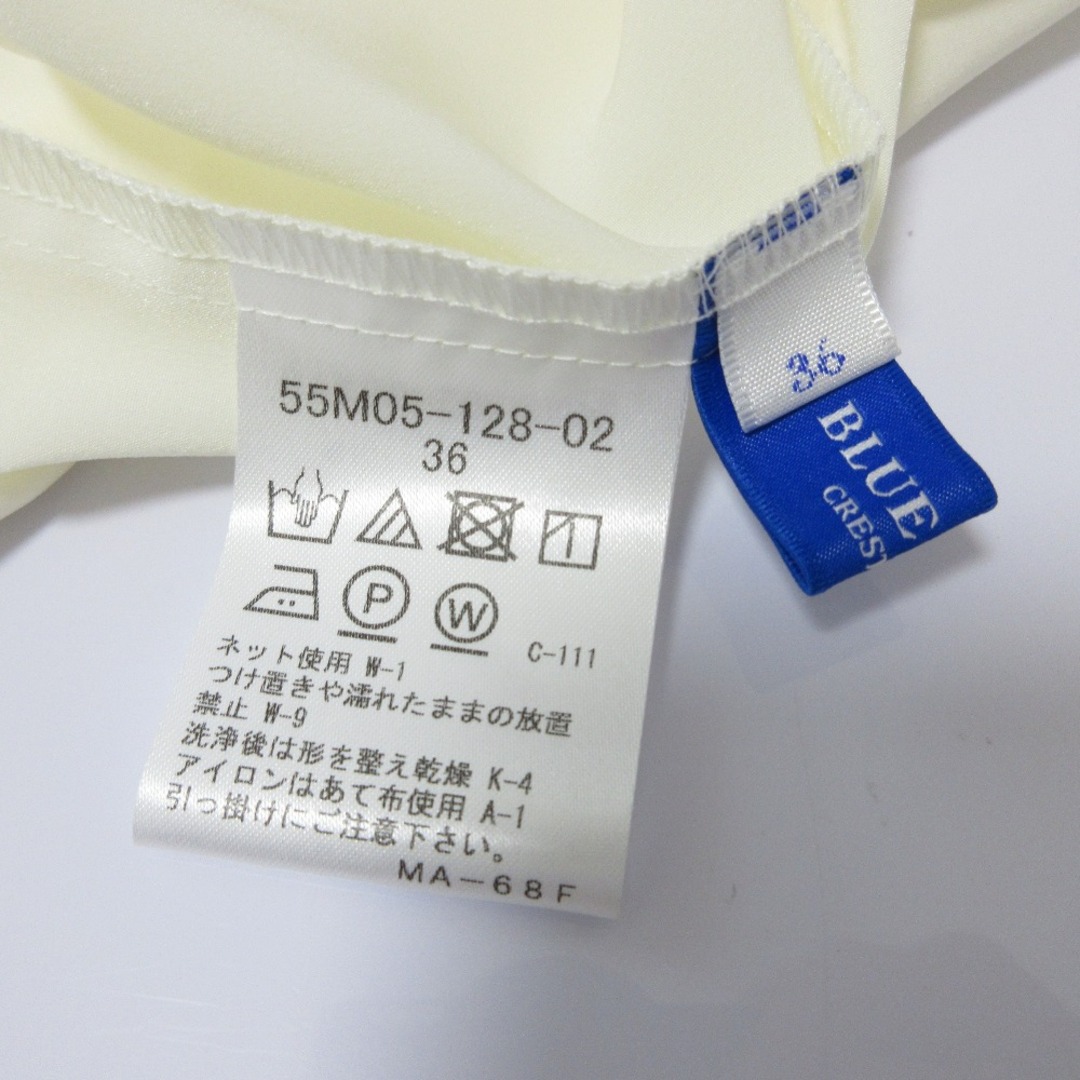 55M05-128-02
36
P W C-111
ネット使用 W-1
つけ置きや濡れたままの放置
禁止 W-9
洗浄後は形を整え乾燥 K-4
アイロンはあて布使用 A-1
引っ掛けにご注意下さい。
MA-68F
36
BLUE
CREST